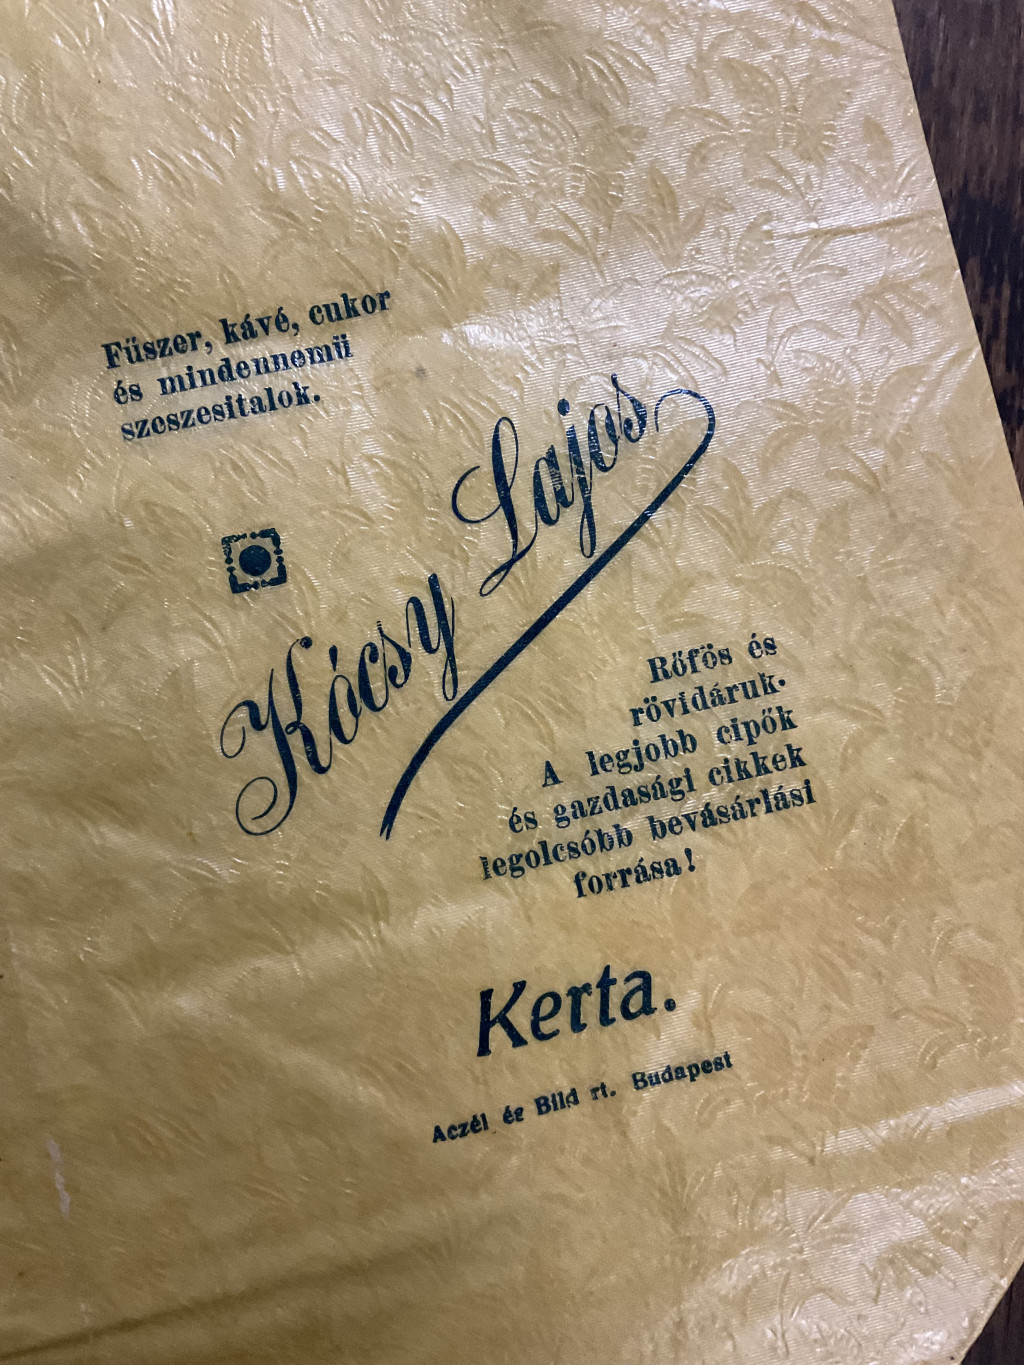 Fűszer, kávé, cukor
és mindennemű
szeszesitalok.
Kócsy Lajos
Rőfös és
rövidáruk.
A legjobb cipők
és gazdasági cikkek
legolcsóbb bevásárlási
forrása!
Kerta.
Aczél és Bild rt. Budapest